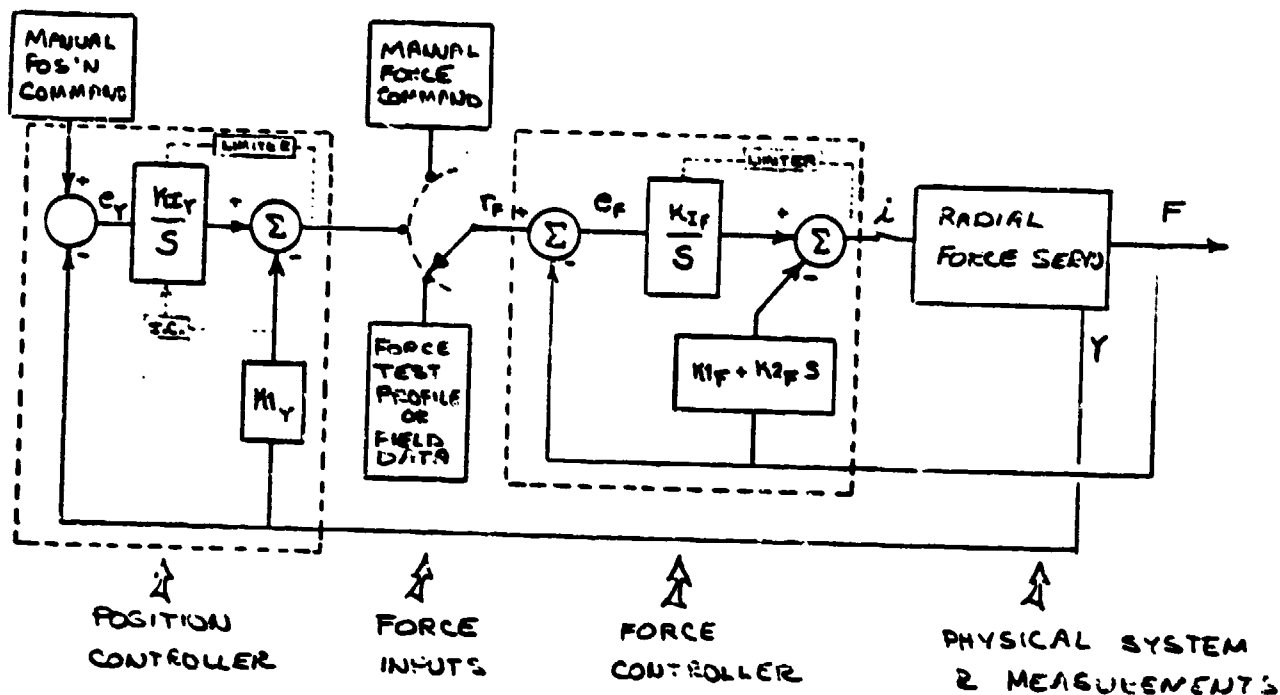 MANUAL
POS'N
COMMAND
MANUAL
FORCE
COMMAND
LIMITER
LIMITER
+
e_Y
K_IY
/
S
+
Σ
-
-
I.C.
K1_Y
r_F
+
Σ
-
e_F
K_IF
/
S
+
Σ
-
i
RADIAL
FORCE SERVO
F
Y
FORCE
TEST
PROFILE
OR
FIELD
DATA
K1_F + K2_F S
POSITION
CONTROLLER
FORCE
INPUTS
FORCE
CONTROLLER
PHYSICAL SYSTEM
& MEASUREMENTS